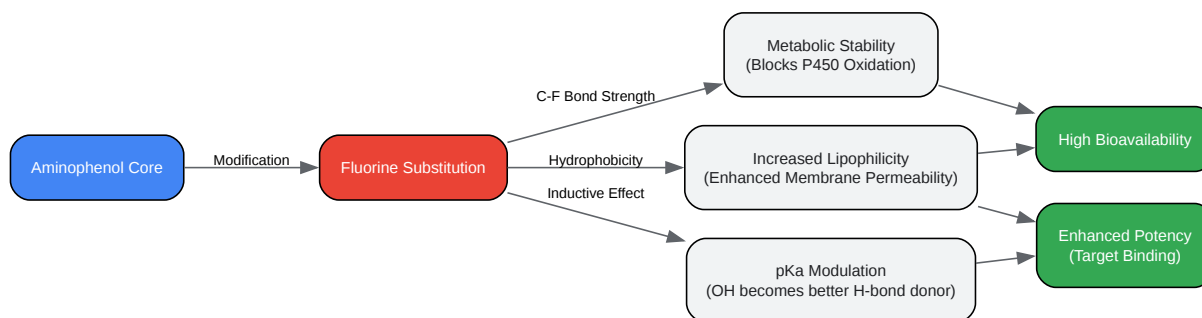 Aminophenol Core
Modification
Fluorine Substitution
C-F Bond Strength
Hydrophobicity
Inductive Effect
Metabolic Stability
(Blocks P450 Oxidation)
Increased Lipophilicity
(Enhanced Membrane Permeability)
pKa Modulation
(OH becomes better H-bond donor)
High Bioavailability
Enhanced Potency
(Target Binding)